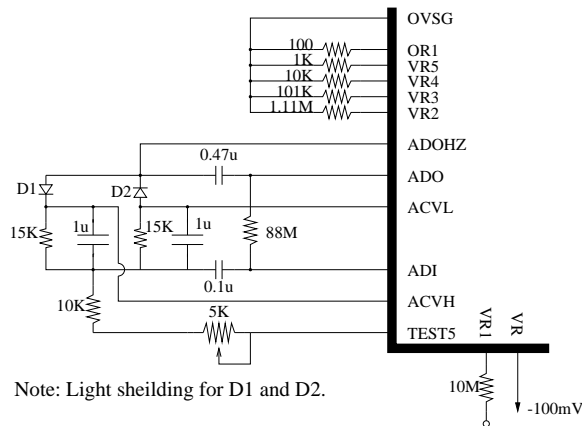 OVSG
100
OR1
1K
VR5
10K
VR4
101K
VR3
1.11M
VR2
ADOHZ
0.47u
ADO
D1
D2
ACVL
15K
1u
15K
1u
88M
ADI
0.1u
10K
ACVH
5K
TEST5
VR1
VR
10M
-100mV
Note: Light sheilding for D1 and D2.